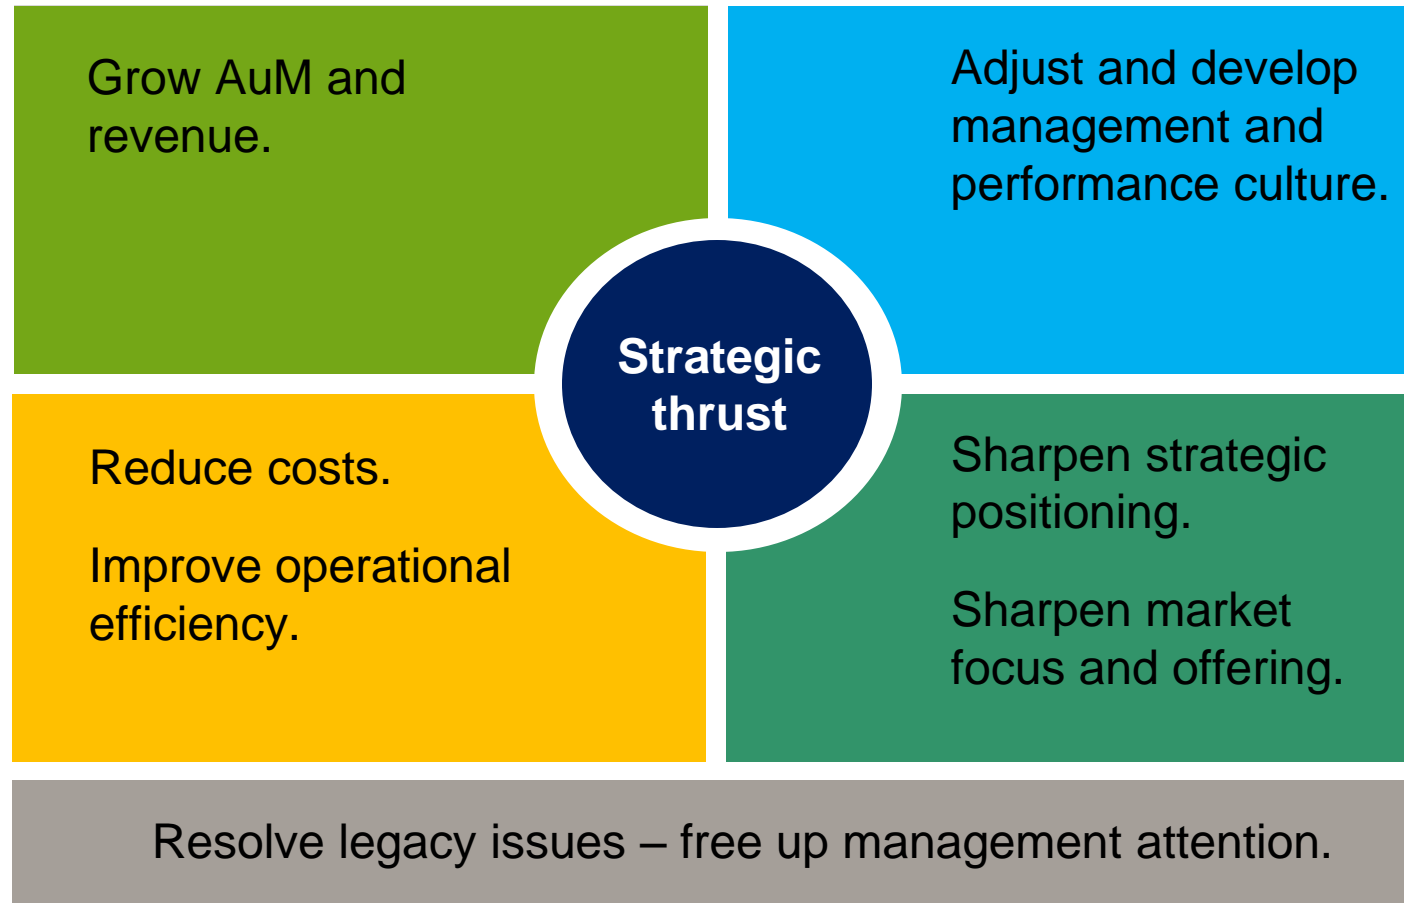 Grow AuM and
revenue.
Adjust and develop
management and
performance culture.
Strategic
thrust
Reduce costs.
Improve operational
efficiency.
Sharpen strategic
positioning.
Sharpen market
focus and offering.
Resolve legacy issues – free up management attention.